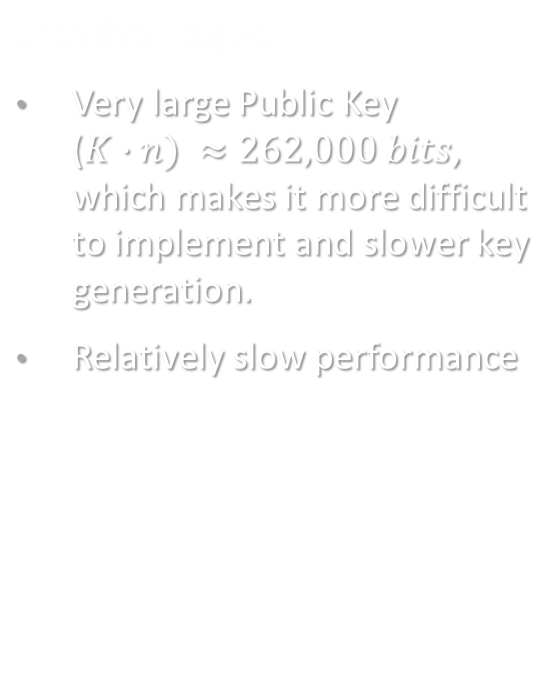 • Very large Public Key
(K · n) ≈ 262,000 bits,
which makes it more difficult
to implement and slower key
generation.
• Relatively slow performance